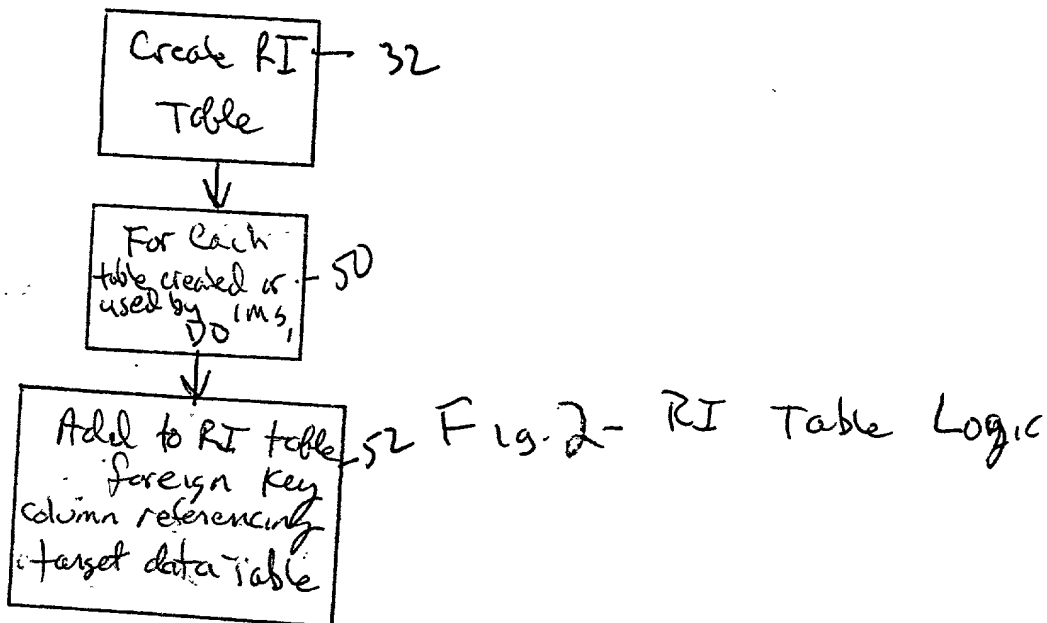 Create RI
Table
32
For Each
table created or
used by IMS,
DO
50
Add to RI table
foreign key
column referencing
target data table
52
Fig. 2 - RI Table Logic